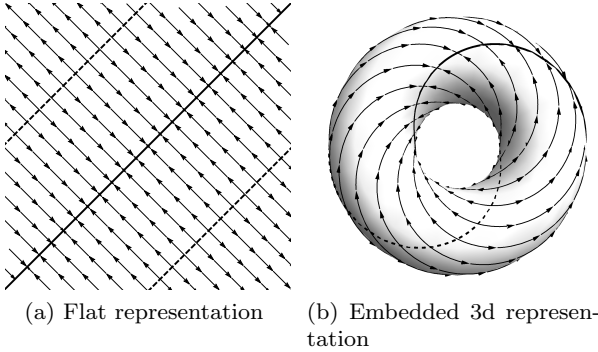 (a) Flat representation
(b) Embedded 3d represen-
tation